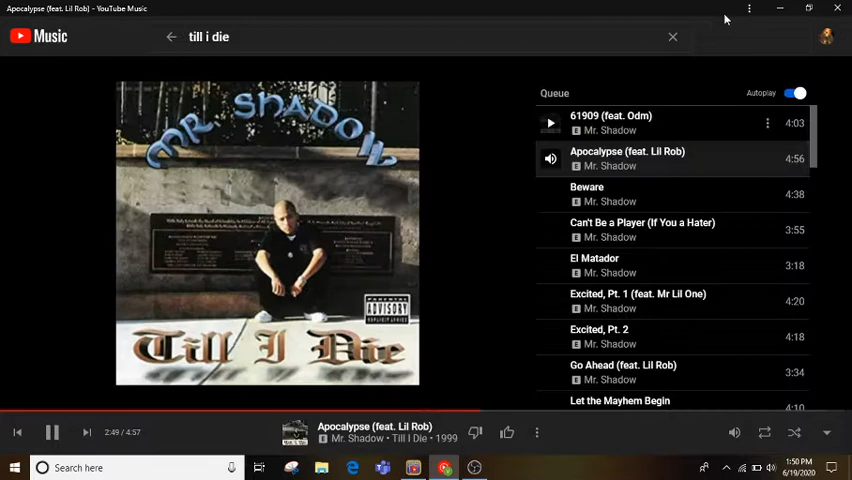 Apocalypse (feat. Lil Rob) - YouTube Music
Music
till i die
MR. SHADOW
PARENTAL
ADVISORY
EXPLICIT LYRICS
Till I Die
Queue
Autoplay
61909 (feat. Odm)
E Mr. Shadow
4:03
Apocalypse (feat. Lil Rob)
E Mr. Shadow
4:56
Beware
E Mr. Shadow
4:38
Can't Be a Player (If You a Hater)
E Mr. Shadow
3:55
El Matador
E Mr. Shadow
3:18
Excited, Pt. 1 (feat. Mr Lil One)
E Mr. Shadow
4:20
Excited, Pt. 2
E Mr. Shadow
4:18
Go Ahead (feat. Lil Rob)
E Mr. Shadow
3:34
Let the Mayhem Begin
4:10
2:49 / 4:57
Apocalypse (feat. Lil Rob)
E Mr. Shadow • Till I Die • 1999
Search here
1:50 PM
6/19/2020